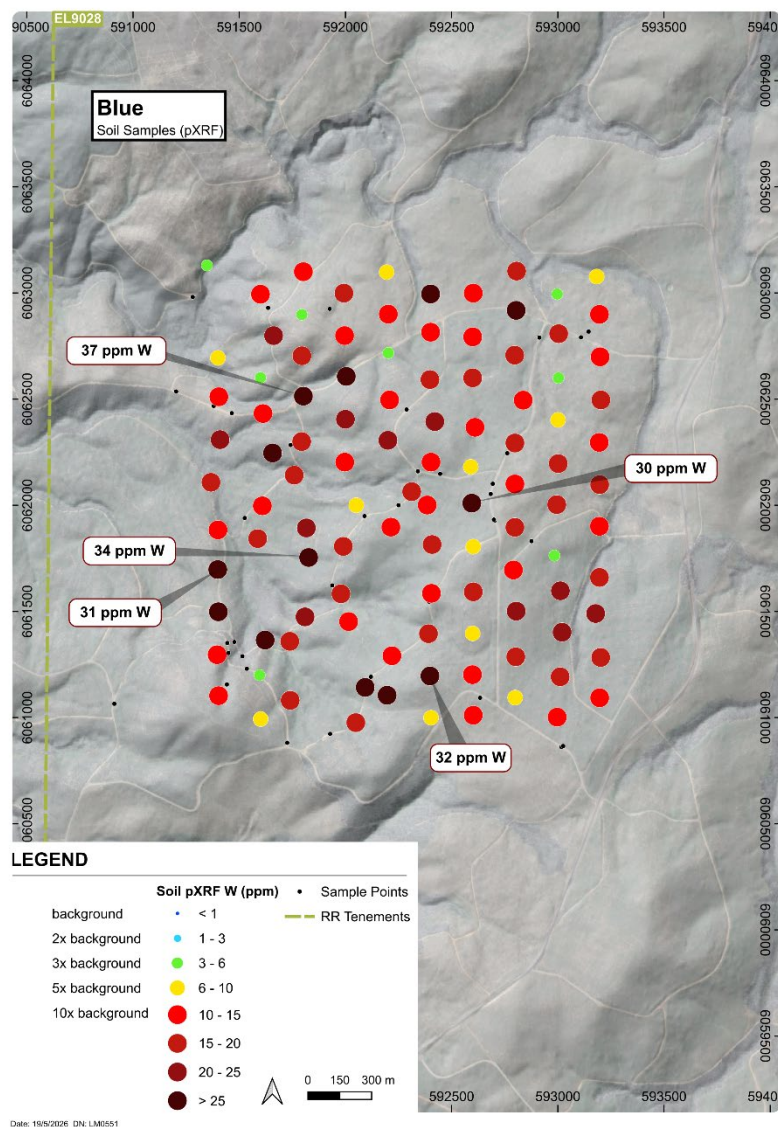 90500 591000 591500 592000 592500 593000 593500 5940
EL9028
6064000
6064000
Blue
Soil Samples (pXRF)
6063500
6063500
6063000
6063000
37 ppm W
6062500
6062500
30 ppm W
6062000
6062000
34 ppm W
31 ppm W
6061500
6061500
6061000
6061000
32 ppm W
060500
6060500
LEGEND
Soil pXRF W (ppm)
Sample Points
background < 1
RR Tenements
2x background 1 - 3
3x background 3 - 6
5x background 6 - 10
10x background 10 - 15
15 - 20
20 - 25
> 25
0 150 300 m
6060000
6059500
592500 593000 593500 5940
Date: 19/5/2026 DN: LM0551